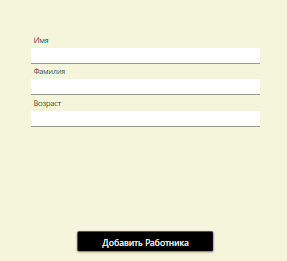 Имя
Фамилия
Возраст
Добавить Работника